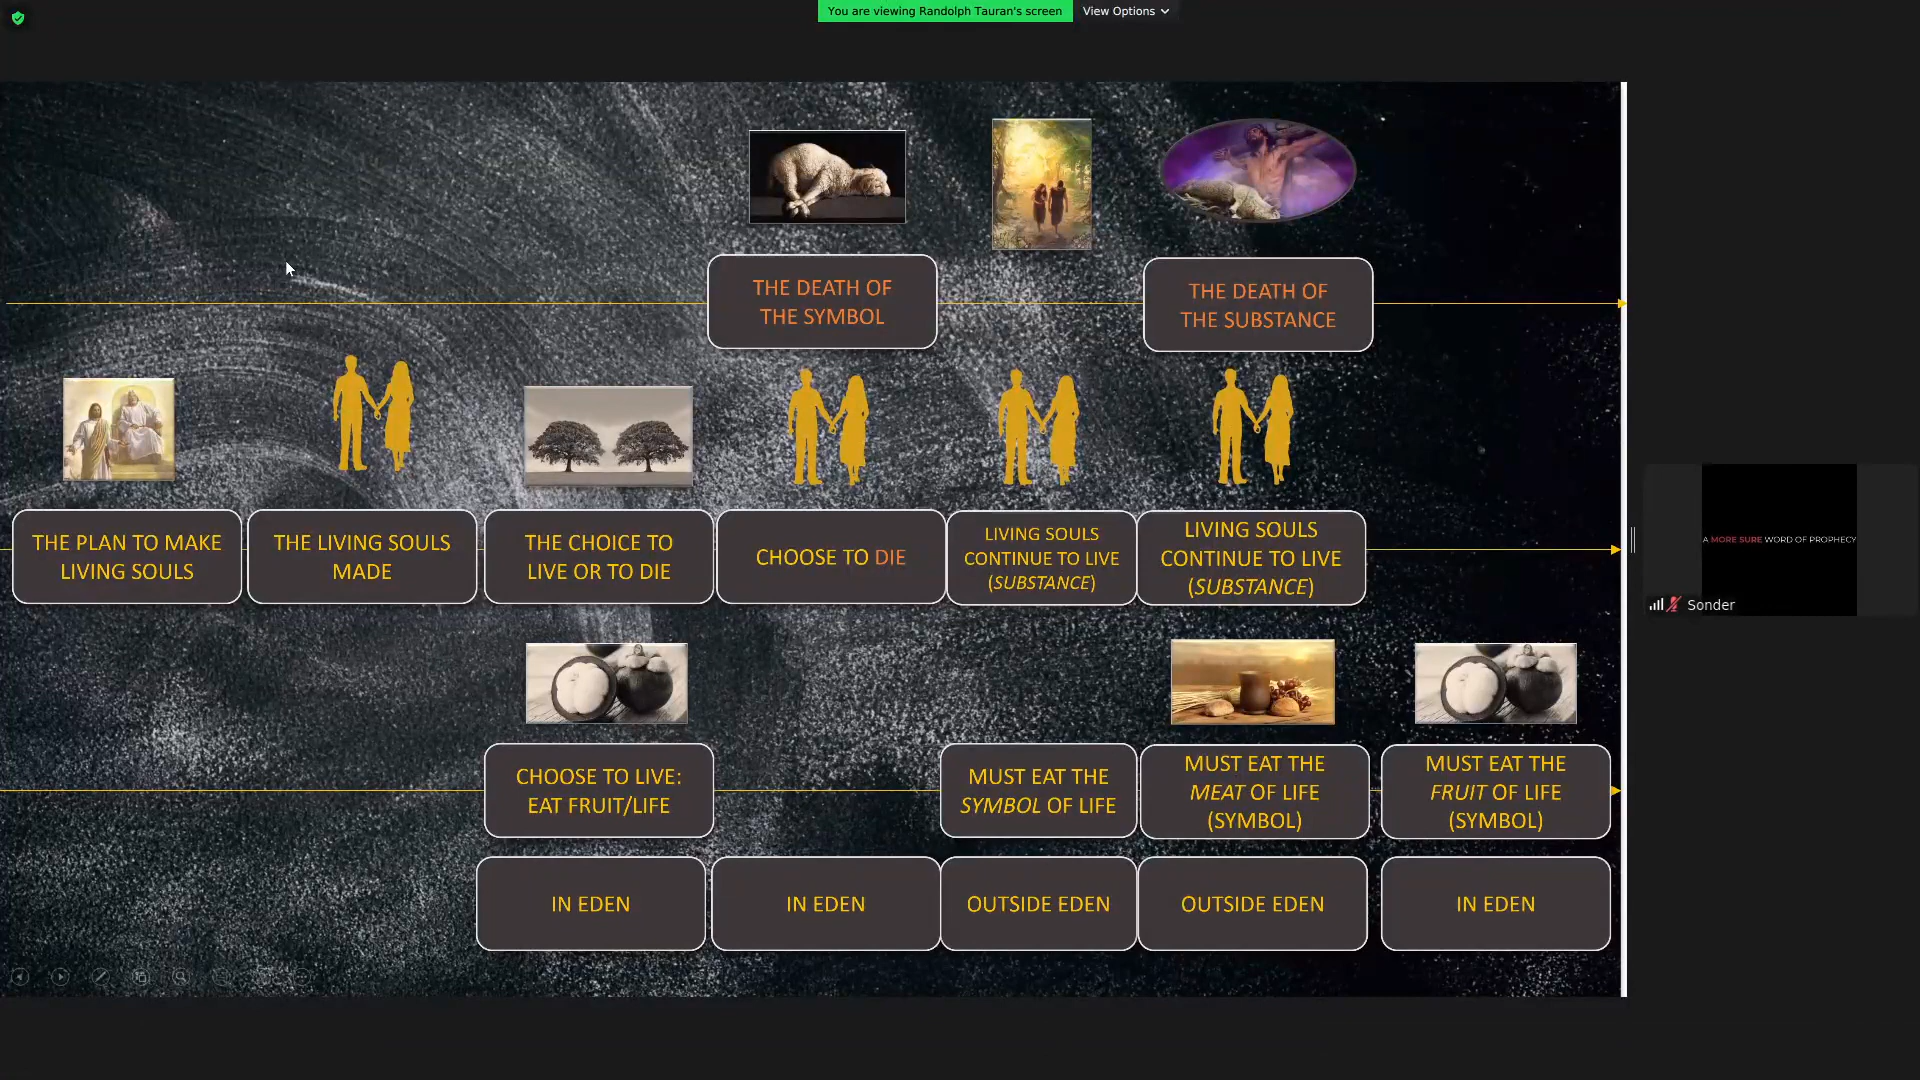 You are viewing Randolph Tauran's screen
View Options
THE DEATH OF
THE SYMBOL
THE DEATH OF
THE SUBSTANCE
THE PLAN TO MAKE
LIVING SOULS
THE LIVING SOULS
MADE
THE CHOICE TO
LIVE OR TO DIE
CHOOSE TO DIE
LIVING SOULS
CONTINUE TO LIVE
(SUBSTANCE)
LIVING SOULS
CONTINUE TO LIVE
(SUBSTANCE)
A MORE SURE WORD OF PROPHECY
Sonder
CHOOSE TO LIVE:
EAT FRUIT/LIFE
MUST EAT THE
SYMBOL OF LIFE
MUST EAT THE
MEAT OF LIFE
(SYMBOL)
MUST EAT THE
FRUIT OF LIFE
(SYMBOL)
IN EDEN
IN EDEN
OUTSIDE EDEN
OUTSIDE EDEN
IN EDEN